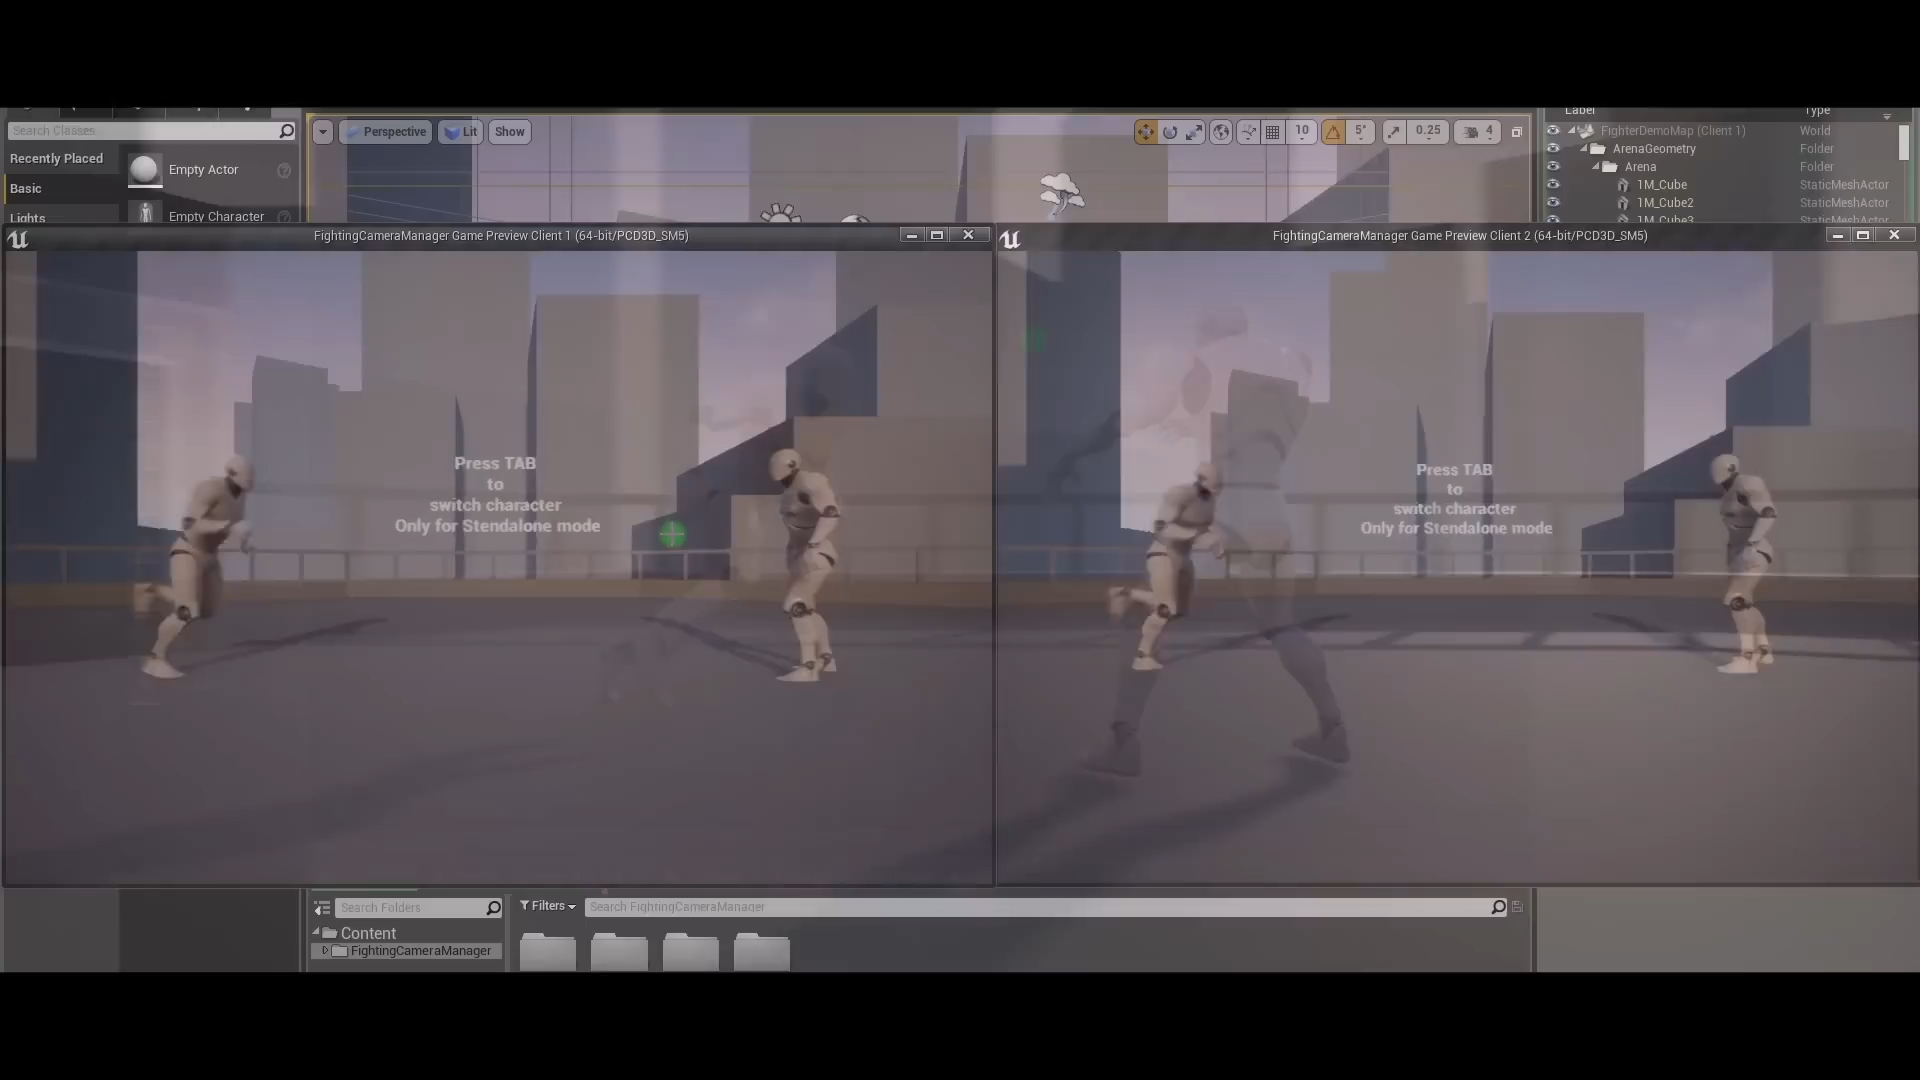 Search Classes
Recently Placed
Basic
Lights
Empty Actor
Empty Character
Perspective
Lit
Show
10
5°
0.25
4
Label
Type
FighterDemoMap (Client 1)
World
ArenaGeometry
Folder
Arena
Folder
1M_Cube
StaticMeshActor
1M_Cube2
StaticMeshActor
1M_Cube3
StaticMeshActor
FightingCameraManager Game Preview Client 1 (64-bit/PCD3D_SM5)
FightingCameraManager Game Preview Client 2 (64-bit/PCD3D_SM5)
Press TAB
to
switch character
Only for Stendalone mode
Press TAB
to
switch character
Only for Stendalone mode
Search Folders
Filters
Search FightingCameraManager
Content
FightingCameraManager